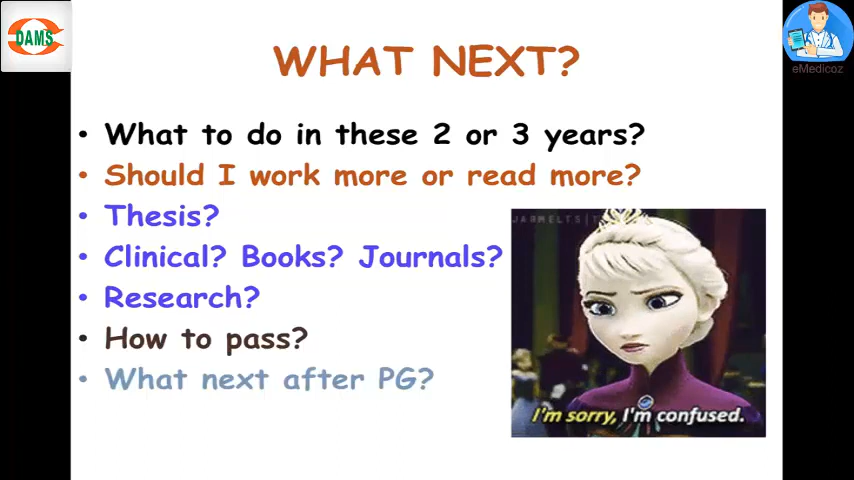 DAMS
WHAT NEXT?
eMedicoz
• What to do in these 2 or 3 years?
• Should I work more or read more?
• Thesis?
• Clinical? Books? Journals?
• Research?
• How to pass?
• What next after PG?
I'm sorry, I'm confused.